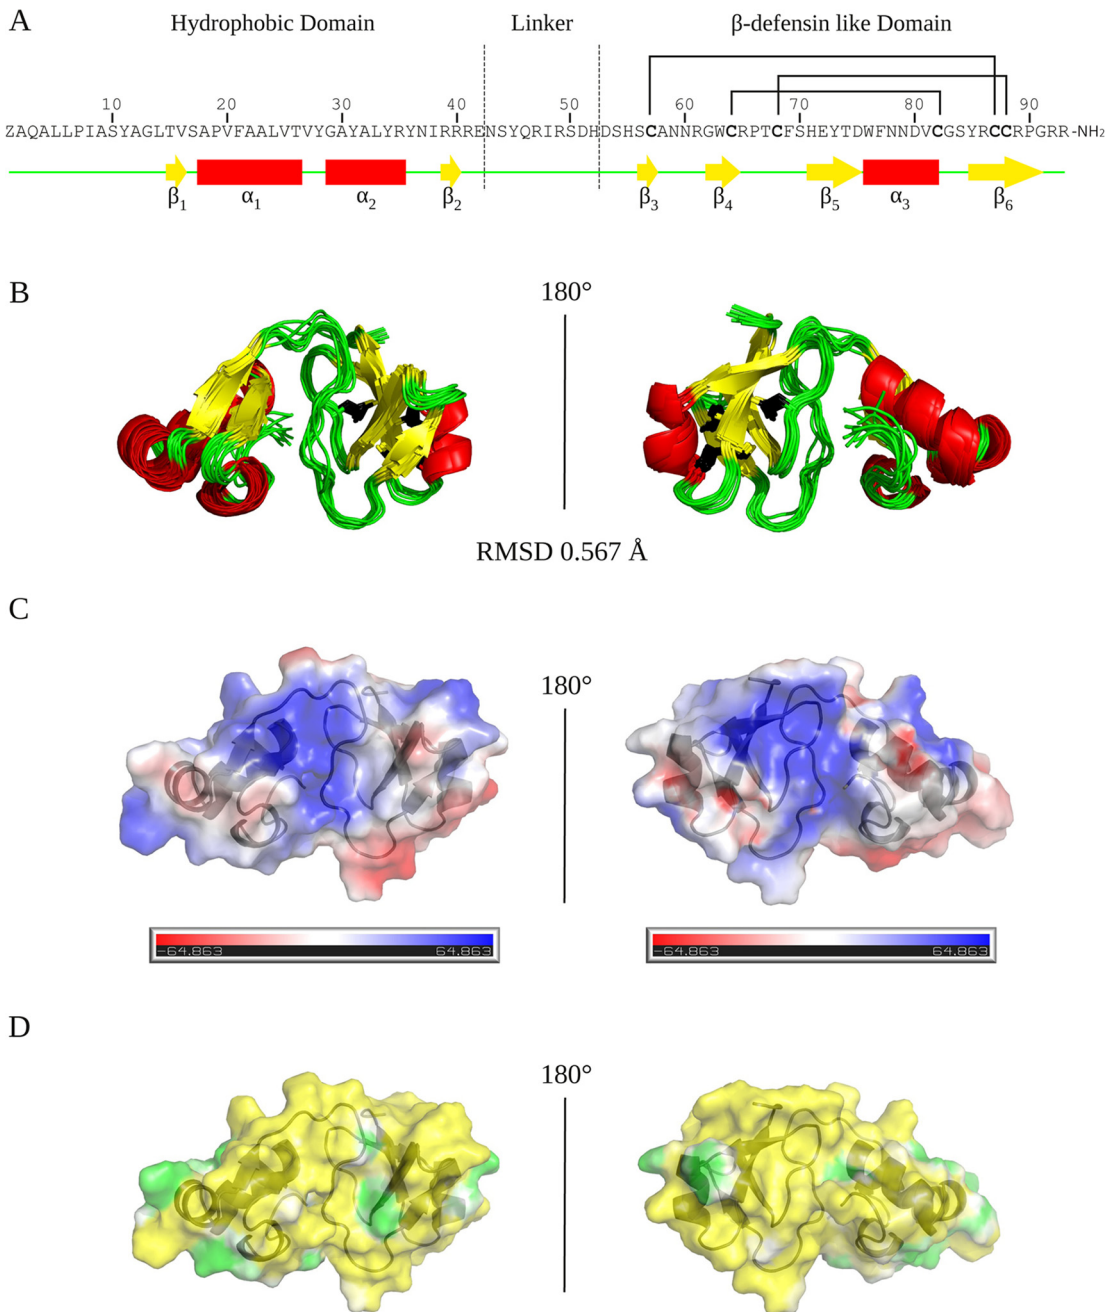 A
Hydrophobic Domain Linker β-defensin like Domain
10 20 30 40 50 60 70 80 90
ZAQALLPIASYAGLTVSAPVFAALVTVYGAYALYRYNIRRRENSYQRIRSDHDSHSCANNRGWCRPTCFSHEYTDWFNNDVCGSYRCCRPGRR-NH2
β1 α1 α2 β2 β3 β4 β5 α3 β6
B
180°
RMSD 0.567 Å
C
180°
-64.863 64.863 -64.863 64.863
D
180°